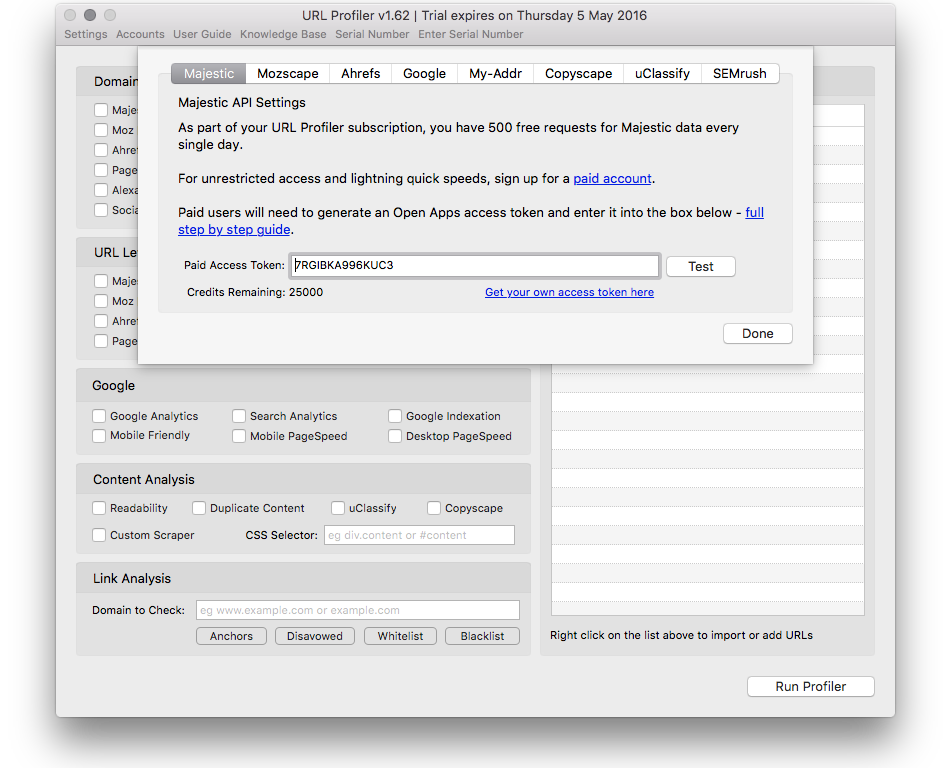 URL Profiler v1.62 | Trial expires on Thursday 5 May 2016
Settings Accounts User Guide Knowledge Base Serial Number Enter Serial Number
Majestic Mozscape Ahrefs Google My-Addr Copyscape uClassify SEMrush
Majestic API Settings
As part of your URL Profiler subscription, you have 500 free requests for Majestic data every
single day.
For unrestricted access and lightning quick speeds, sign up for a paid account.
Paid users will need to generate an Open Apps access token and enter it into the box below - full
step by step guide.
Paid Access Token: 7RGIBKA996KUC3 Test
Credits Remaining: 25000 Get your own access token here
Done
Domain
Maje
Moz
Ahre
Page
Alexa
Socia
URL Le
Maje
Moz
Ahre
Page
Google
Google Analytics Search Analytics Google Indexation
Mobile Friendly Mobile PageSpeed Desktop PageSpeed
Content Analysis
Readability Duplicate Content uClassify Copyscape
Custom Scraper CSS Selector: eg div.content or #content
Link Analysis
Domain to Check: eg www.example.com or example.com
Anchors Disavowed Whitelist Blacklist
Right click on the list above to import or add URLs
Run Profiler